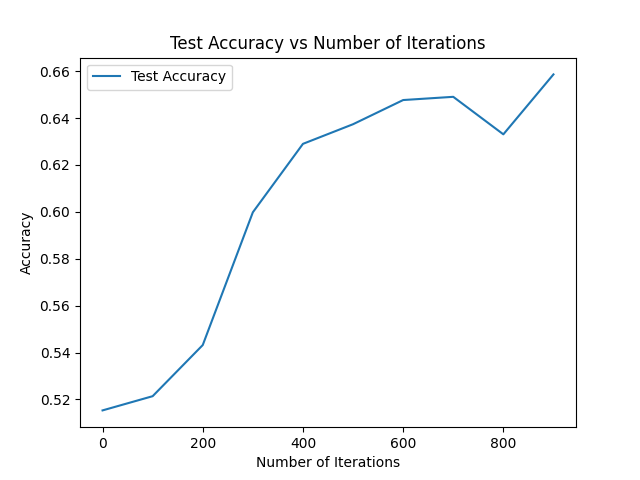 Test Accuracy vs Number of Iterations
Test Accuracy
0.66
0.64
0.62
0.60
0.58
0.56
0.54
0.52
Accuracy
0 200 400 600 800
Number of Iterations